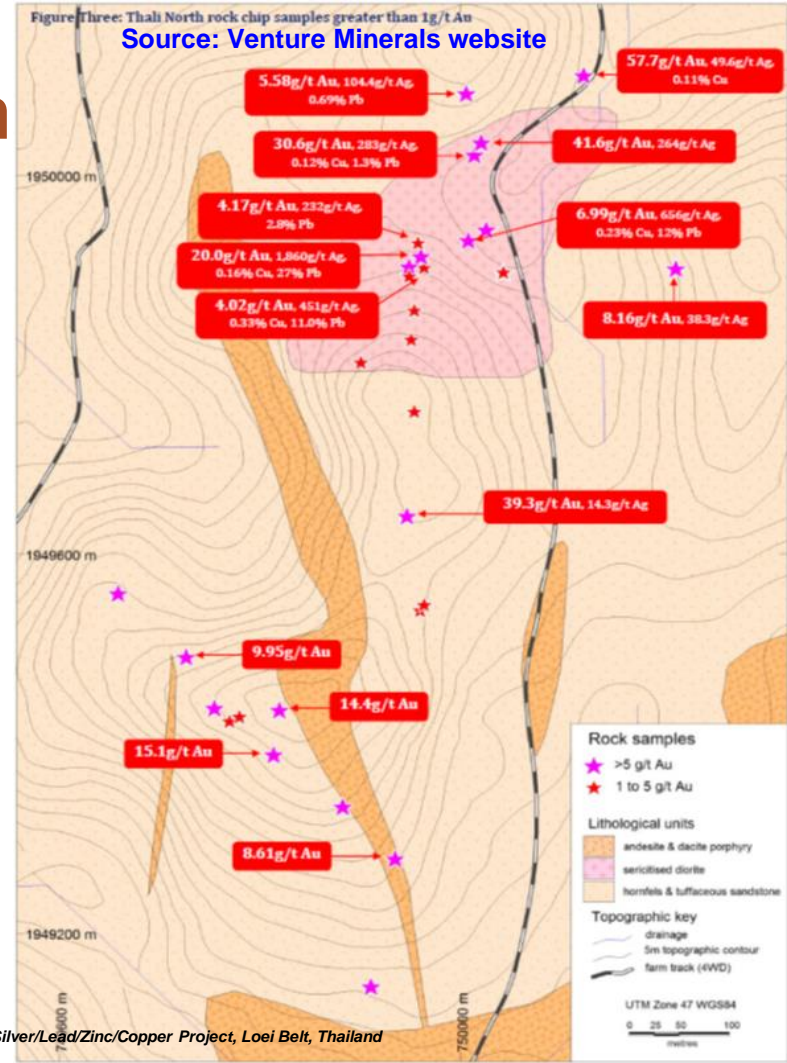 Figure Three: Thali North rock chip samples greater than 1g/t Au
Source: Venture Minerals website
n
57.7g/t Au, 49.6g/t Ag,
0.11% Cu
5.58g/t Au, 104.4g/t Ag,
0.69% Pb
30.6g/t Au, 283g/t Ag,
0.12% Cu, 1.3% Pb
41.6g/t Au, 264g/t Ag
1950000 m
4.17g/t Au, 232g/t Ag,
2.8% Pb
6.99g/t Au, 656g/t Ag,
0.23% Cu, 12% Pb
20.0g/t Au, 1,860g/t Ag,
0.16% Cu, 27% Pb
4.02g/t Au, 451g/t Ag,
0.33% Cu, 11.0% Pb
8.16g/t Au, 38.3g/t Ag
39.3g/t Au, 14.3g/t Ag
1949600 m
9.95g/t Au
14.4g/t Au
15.1g/t Au
8.61g/t Au
1949200 m
Rock samples
>5 g/t Au
1 to 5 g/t Au
Lithological units
andesite & dacite porphyry
sericitised diorite
hornfels & tuffaceous sandstone
Topographic key
drainage
5m topographic contour
farm track (4WD)
UTM Zone 47 WGS84
0 25 50 100
metres
750000 m
Silver/Lead/Zinc/Copper Project, Loei Belt, Thailand